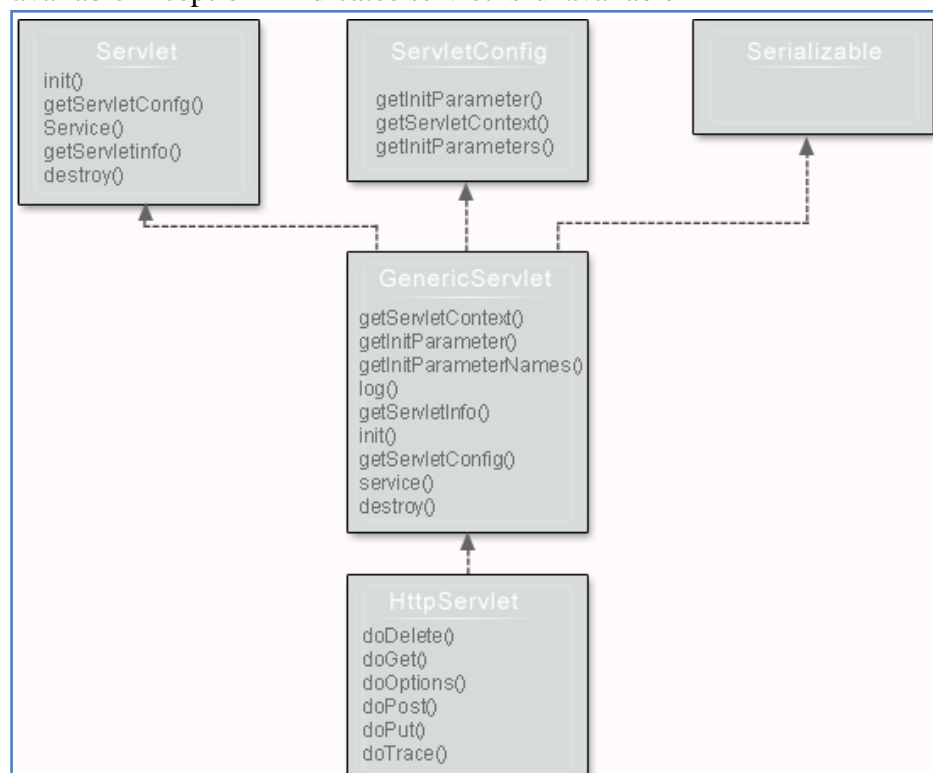 Servlet
init()
getServletConfg()
Service()
getServletinfo()
destroy()
ServletConfig
getInitParameter()
getServletContext()
getInitParameters()
Serializable
GenericServlet
getServletContext()
getInitParameter()
getInitParameterNames()
log()
getServletInfo()
init()
getServletConfig()
service()
destroy()
HttpServlet
doDelete()
doGet()
doOptions()
doPost()
doPut()
doTrace()